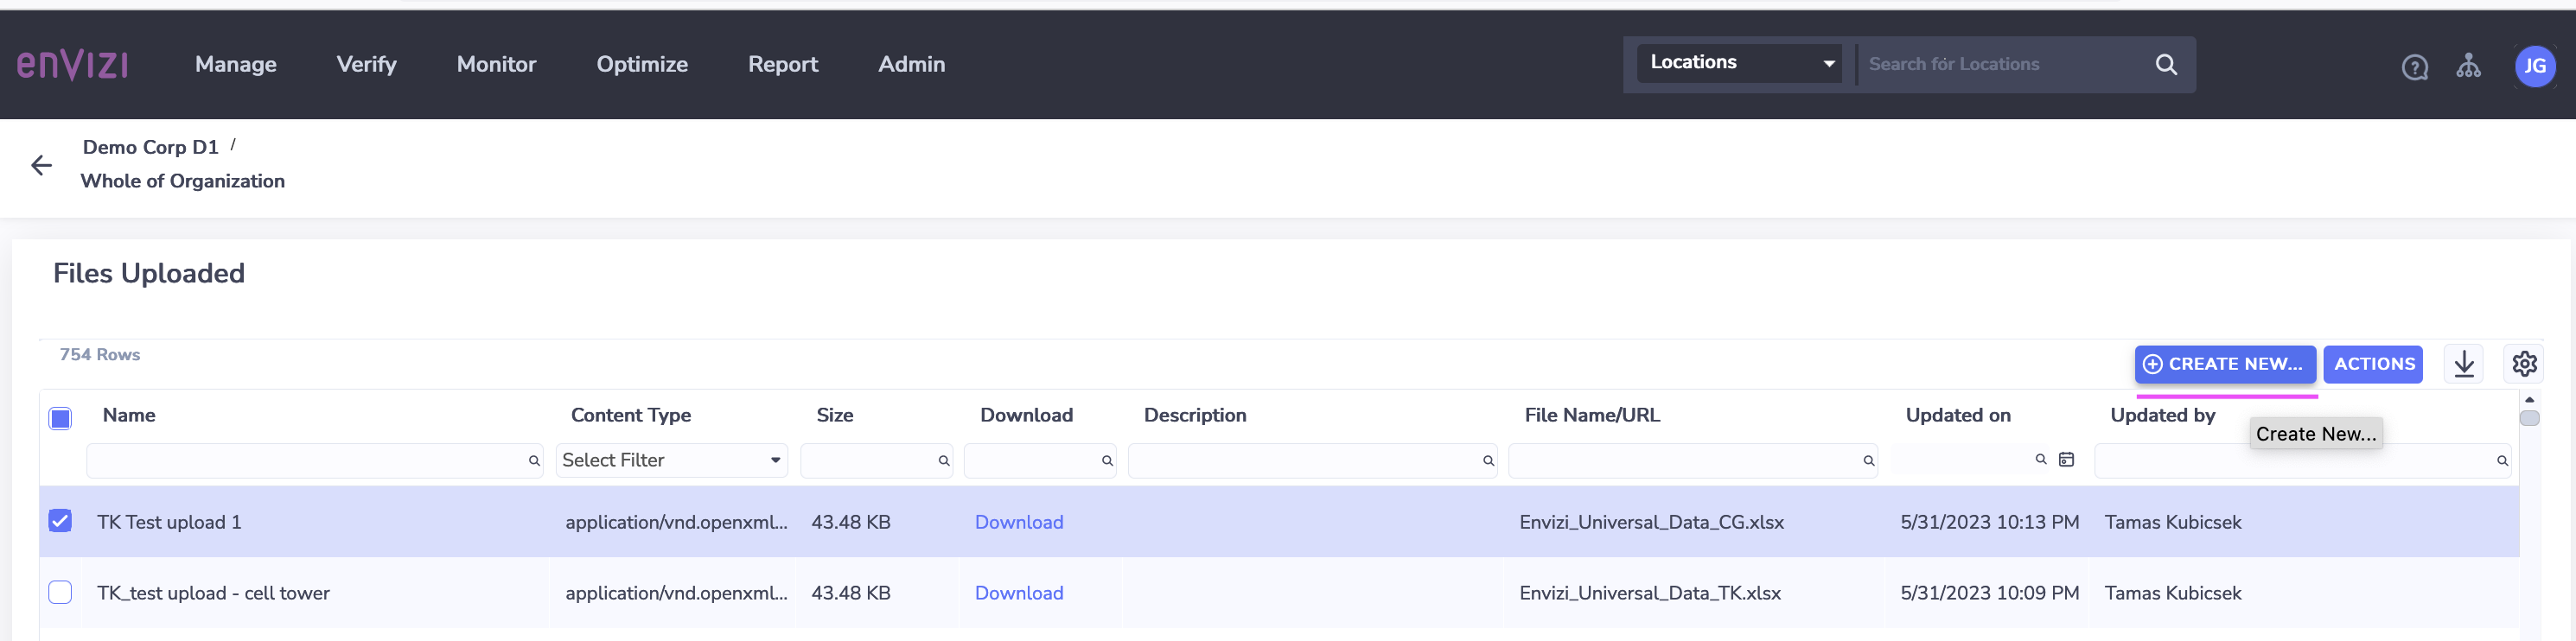 enVIZI Manage Verify Monitor Optimize Report Admin Locations Search for Locations JG
Demo Corp D1 /
Whole of Organization
Files Uploaded
754 Rows
CREATE NEW... ACTIONS
Name Content Type Size Download Description File Name/URL Updated on Updated by
Create New...
Select Filter
TK Test upload 1 application/vnd.openxml... 43.48 KB Download Envizi_Universal_Data_CG.xlsx 5/31/2023 10:13 PM Tamas Kubicsek
TK_test upload - cell tower application/vnd.openxml... 43.48 KB Download Envizi_Universal_Data_TK.xlsx 5/31/2023 10:09 PM Tamas Kubicsek